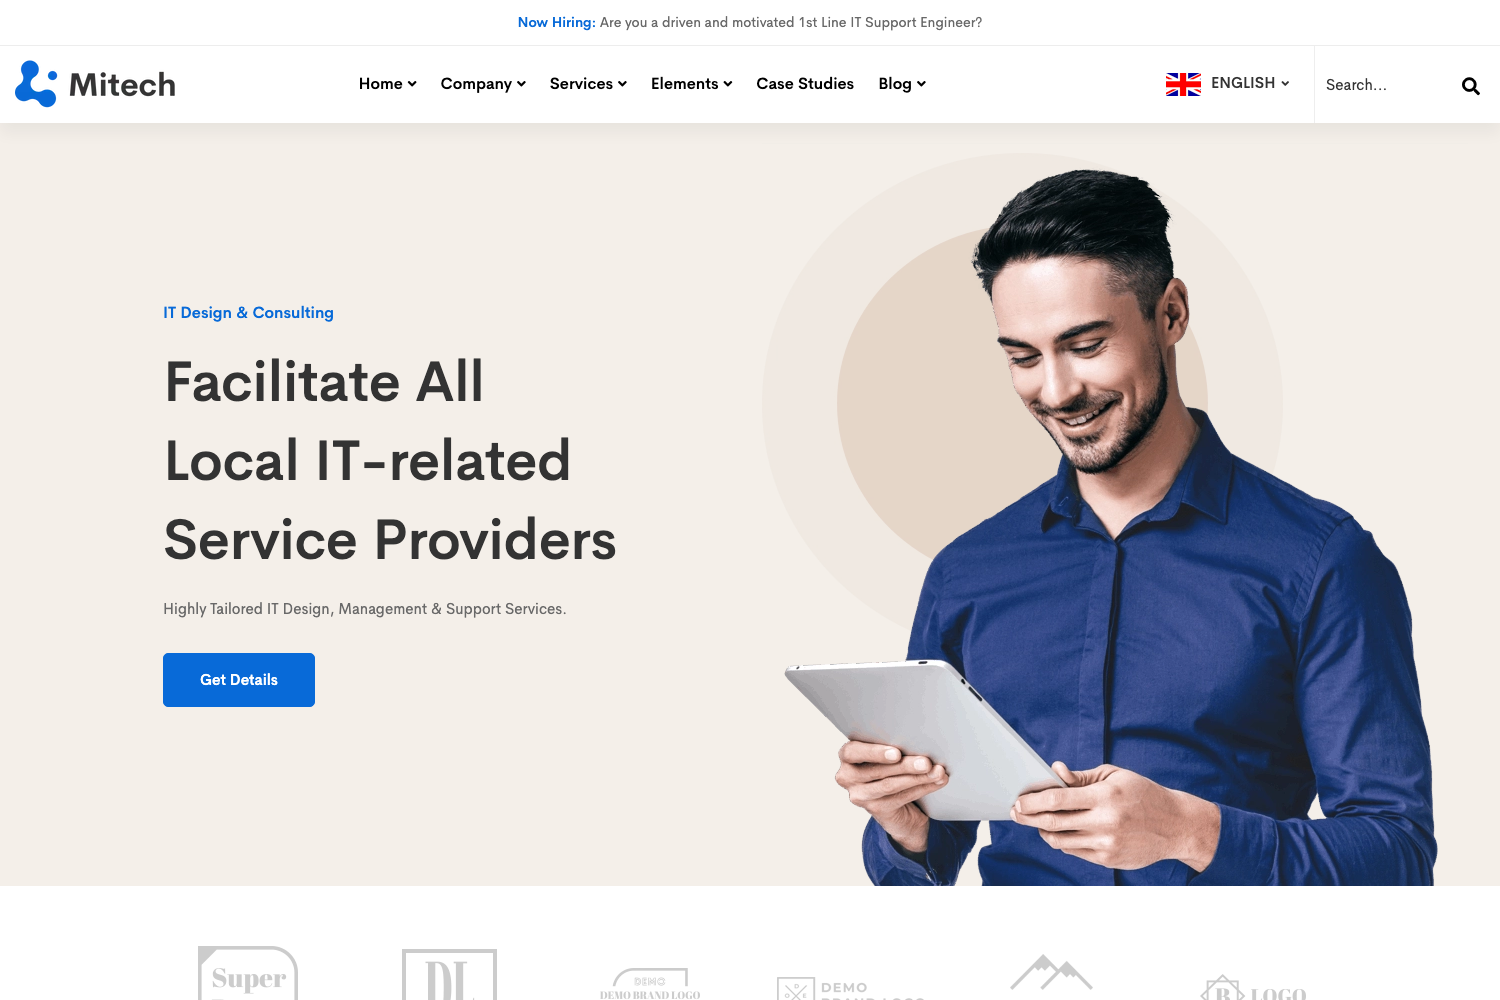 Now Hiring: Are you a driven and motivated 1st Line IT Support Engineer?
Mitech
Home
Company
Services
Elements
Case Studies
Blog
ENGLISH
Search...
IT Design & Consulting
Facilitate All
Local IT-related
Service Providers
Highly Tailored IT Design, Management & Support Services.
Get Details
Super
DL
DEMO
DEMO BRAND LOGO
D
D E
DEMO
BRAND LOGO
B LOGO